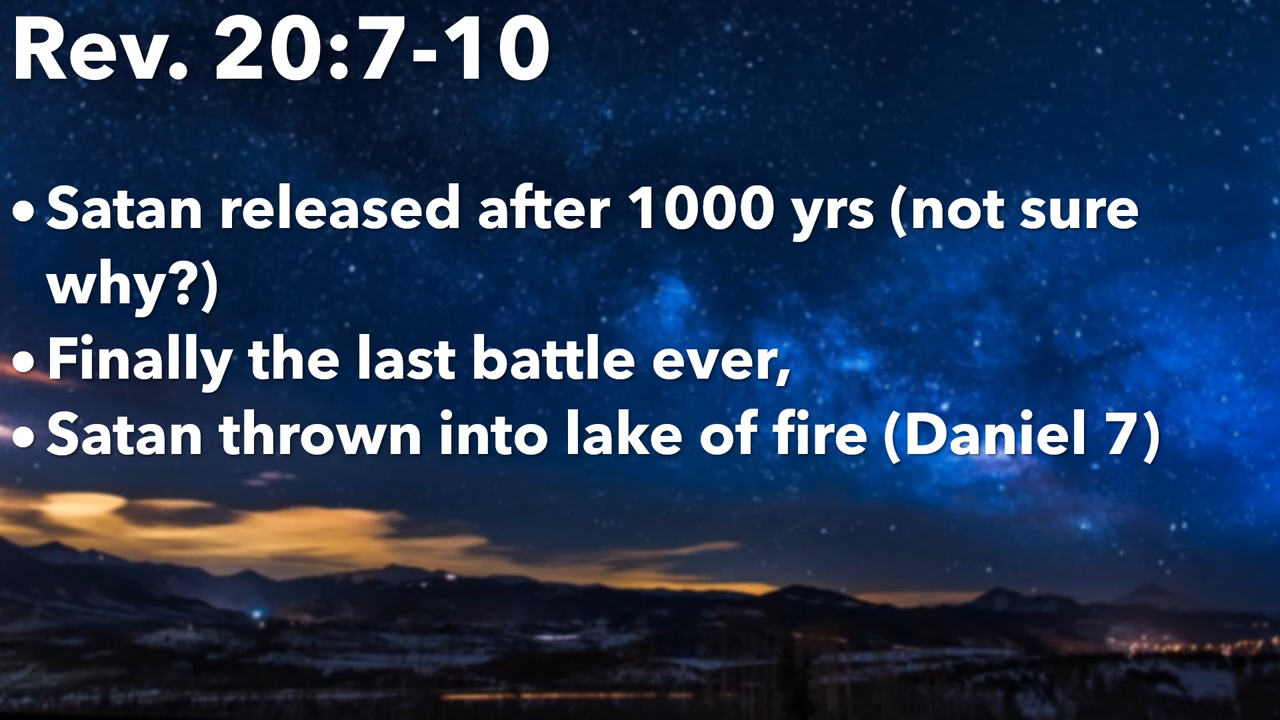 Rev. 20:7-10
• Satan released after 1000 yrs (not sure
why?)
• Finally the last battle ever,
• Satan thrown into lake of fire (Daniel 7)